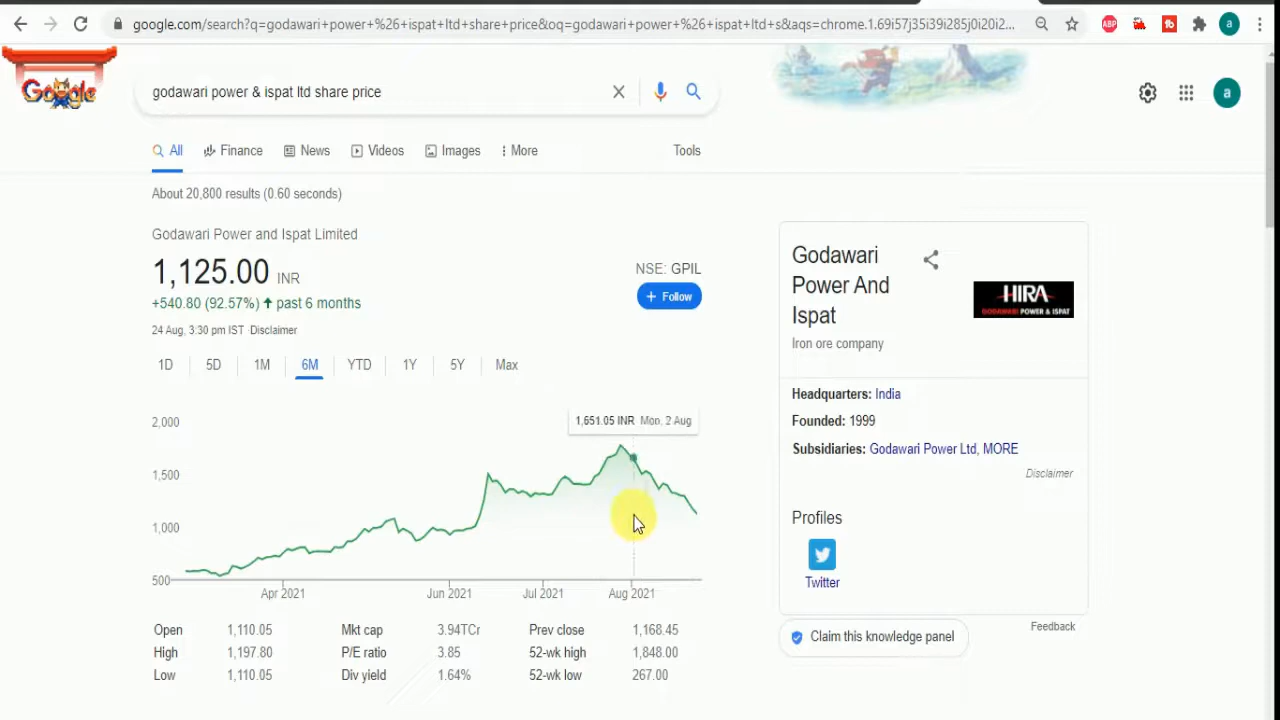 google.com/search?q=godawari+power+%26+ispat+ltd+share+price&oq=godawari+power+%26+ispat+ltd+s&aqs=chrome.1.69i57j35i39i285j0i20i2...
ABP
a
Google
godawari power & ispat ltd share price
a
All
Finance
News
Videos
Images
More
Tools
About 20,800 results (0.60 seconds)
Godawari Power and Ispat Limited
1,125.00 INR
+540.80 (92.57%) ↑ past 6 months
24 Aug, 3:30 pm IST · Disclaimer
NSE: GPIL
+ Follow
1D
5D
1M
6M
YTD
1Y
5Y
Max
1,651.05 INR Mon, 2 Aug
2,000
1,500
1,000
500
Apr 2021
Jun 2021
Jul 2021
Aug 2021
Open 1,110.05
High 1,197.80
Low 1,110.05
Mkt cap 3.94TCr
P/E ratio 3.85
Div yield 1.64%
Prev close 1,168.45
52-wk high 1,848.00
52-wk low 267.00
Godawari
Power And
Ispat
HIRA
GODAWARI POWER & ISPAT
Iron ore company
Headquarters: India
Founded: 1999
Subsidiaries: Godawari Power Ltd, MORE
Disclaimer
Profiles
Twitter
Feedback
Claim this knowledge panel